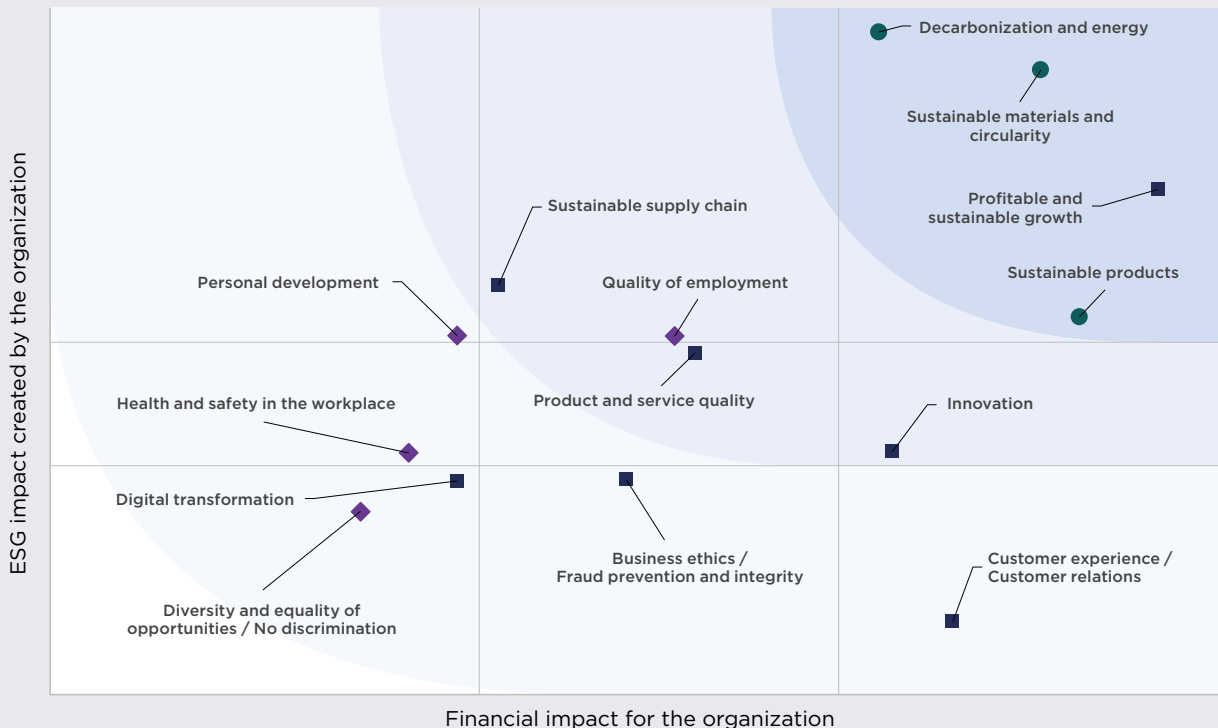 ESG impact created by the organization
Decarbonization and energy
Sustainable materials and
circularity
Profitable and
sustainable growth
Sustainable supply chain
Sustainable products
Personal development
Quality of employment
Product and service quality
Health and safety in the workplace
Innovation
Digital transformation
Business ethics /
Fraud prevention and integrity
Customer experience /
Customer relations
Diversity and equality of
opportunities / No discrimination
Financial impact for the organization